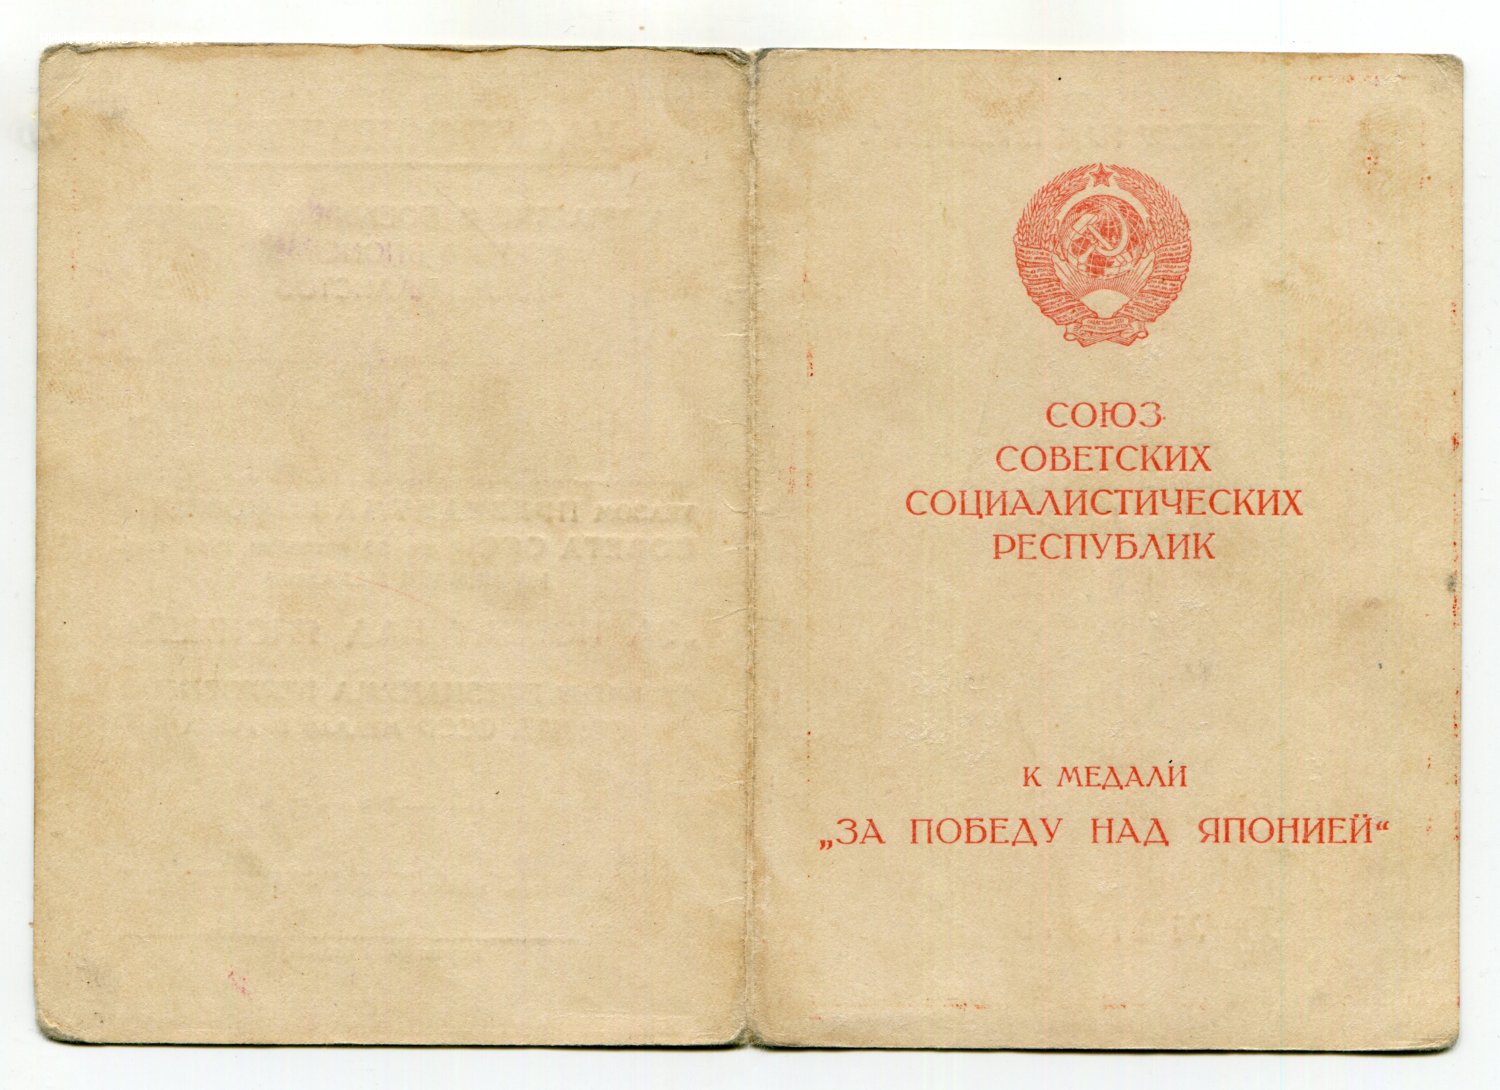 СОЮЗ
СОВЕТСКИХ
СОЦИАЛИСТИЧЕСКИХ
РЕСПУБЛИК
К МЕДАЛИ
„ЗА ПОБЕДУ НАД ЯПОНИЕЙ“